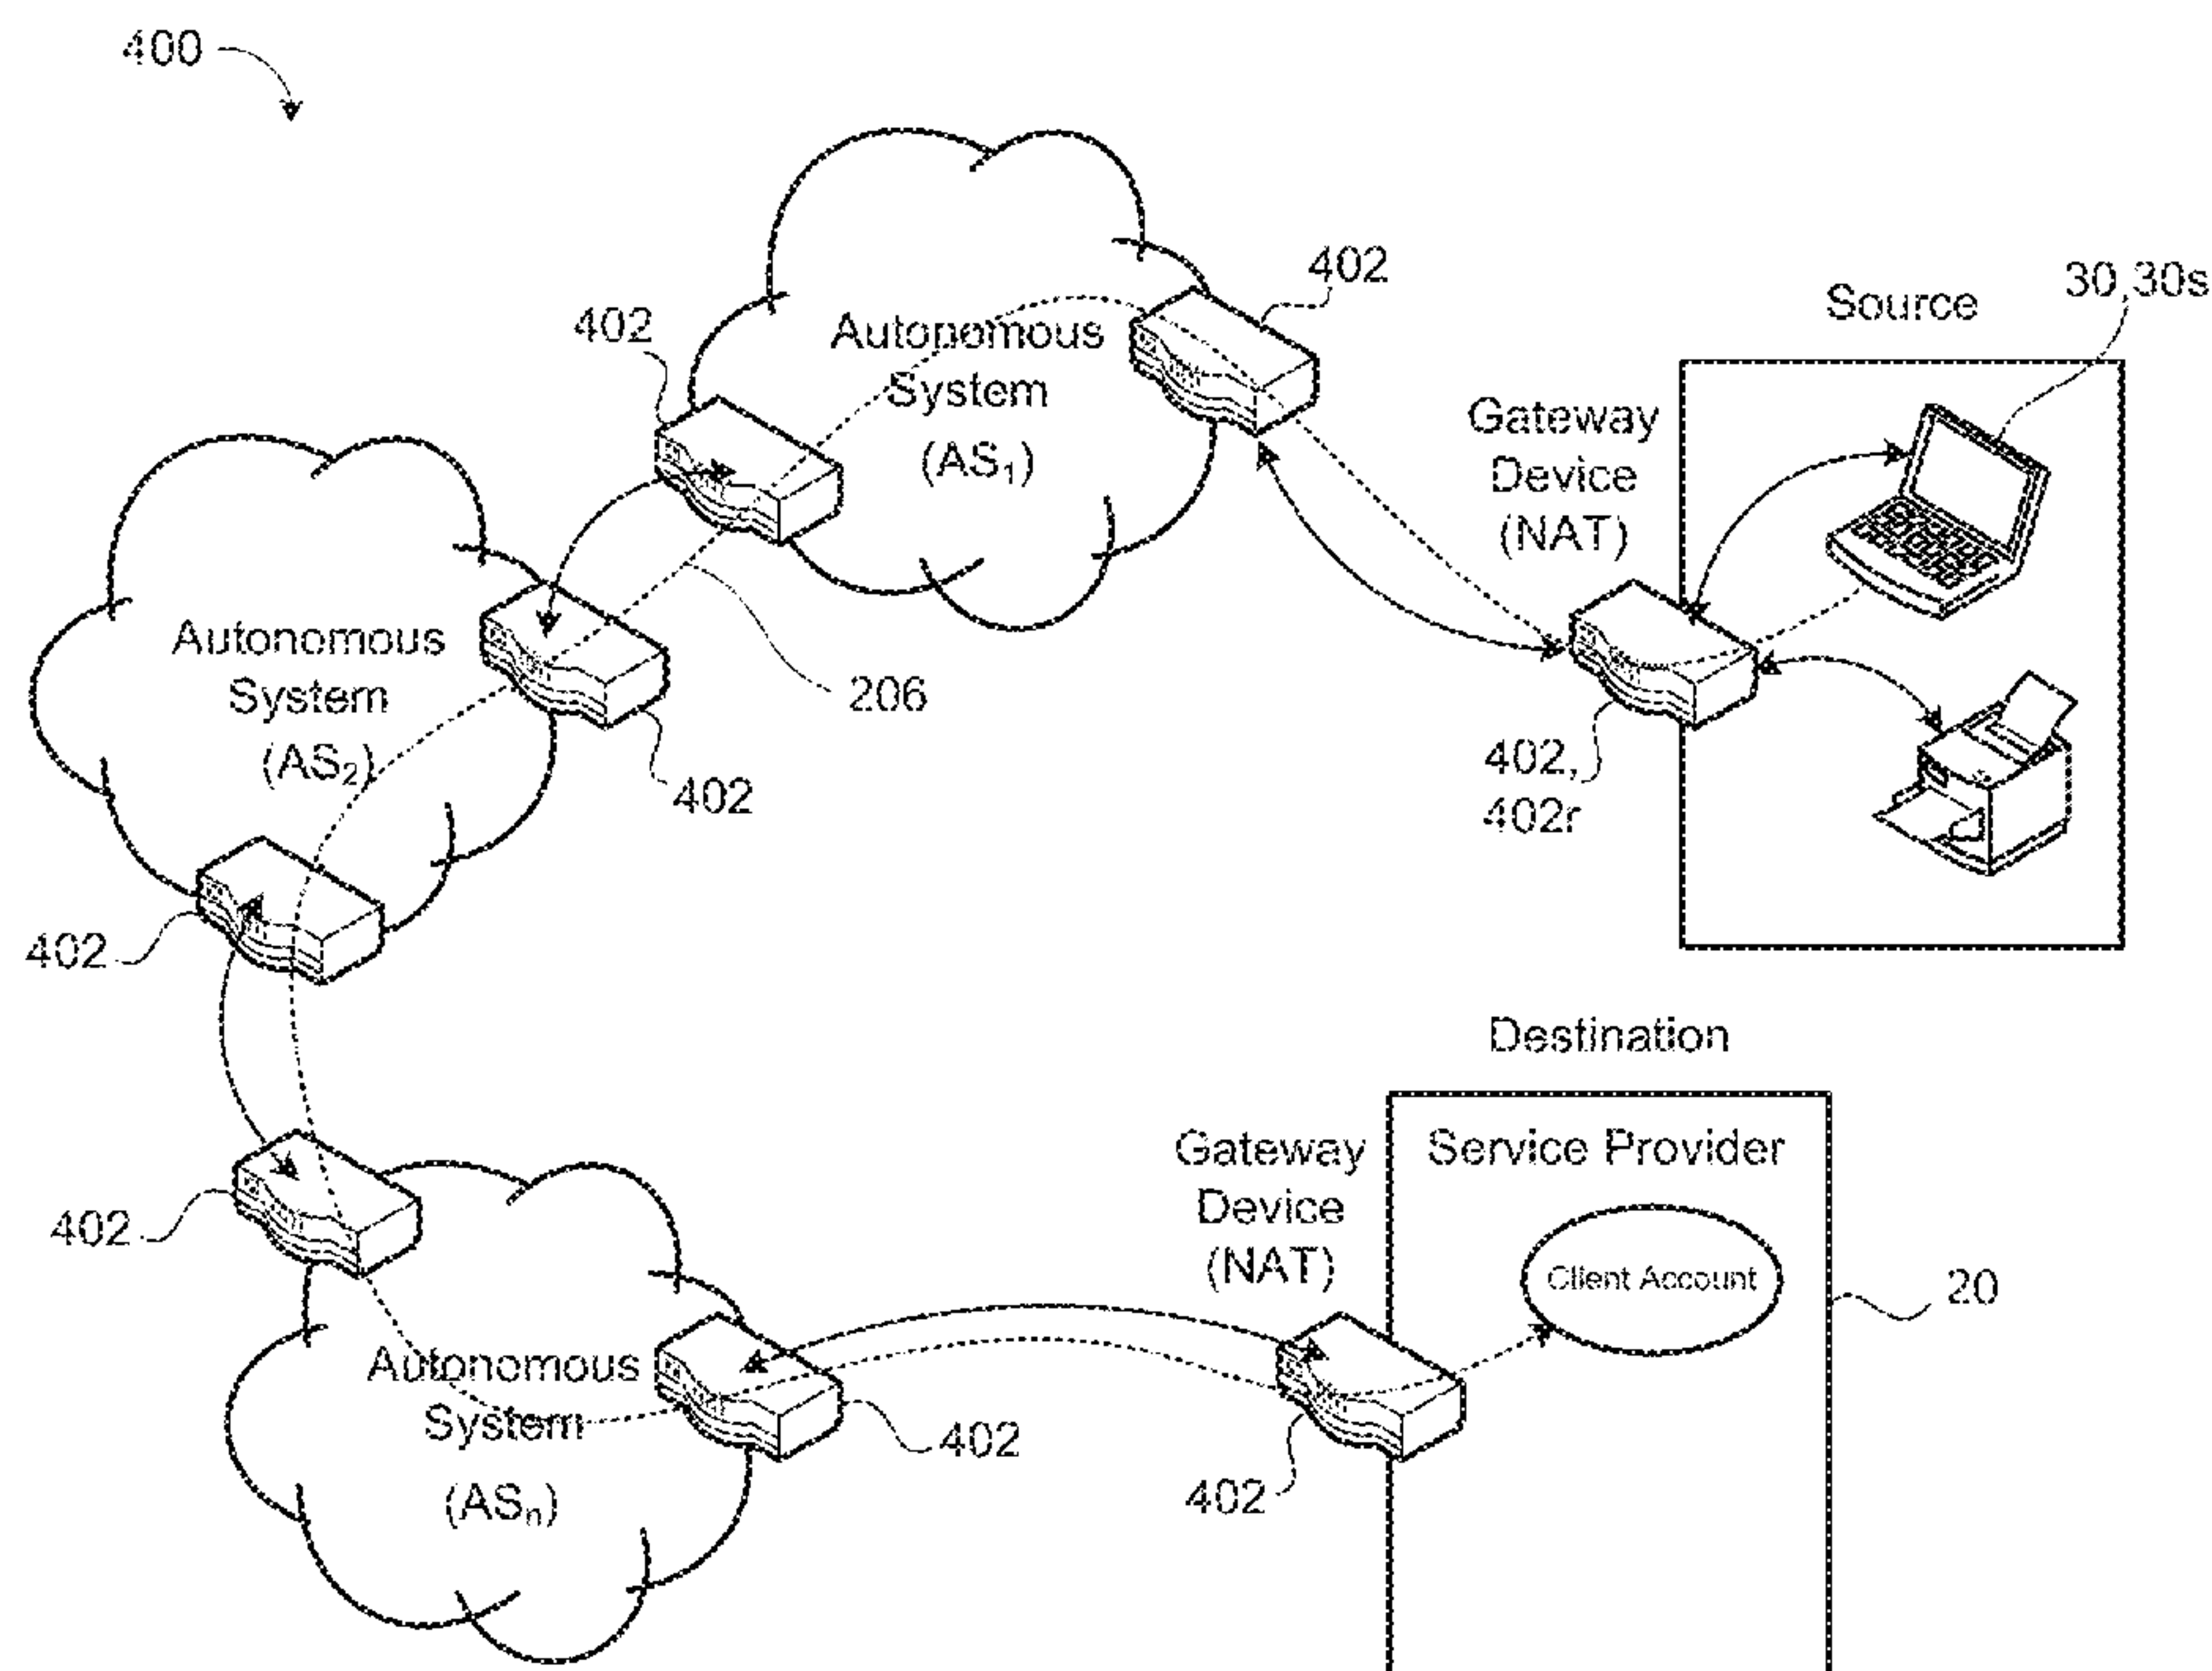 400
402
30,30s
Source
402
Autonomous
System
(AS₁)
Gateway
Device
(NAT)
Autonomous
System
(AS₂)
206
402
402,
402r
402
Destination
Gateway
Device
(NAT)
Service Provider
402
Client Account
20
Autonomous
System
(ASₙ)
402
402